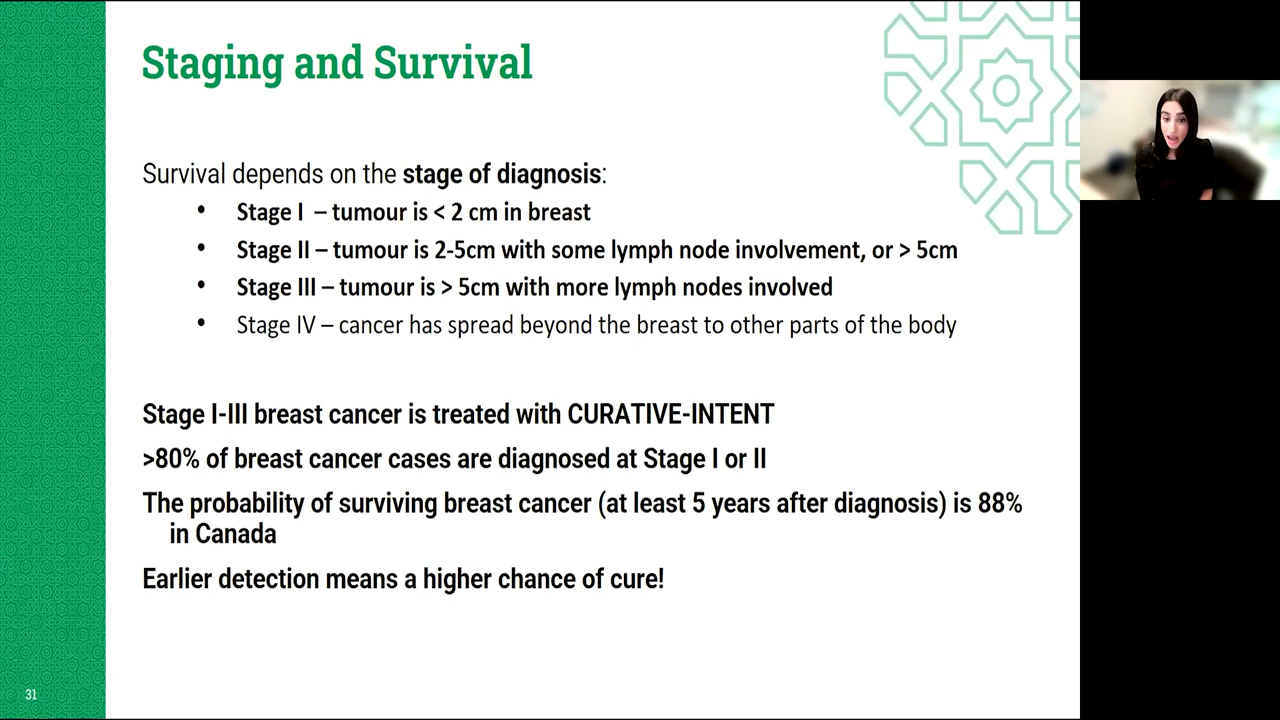 Staging and Survival
Survival depends on the stage of diagnosis:
• Stage I – tumour is < 2 cm in breast
• Stage II – tumour is 2-5cm with some lymph node involvement, or > 5cm
• Stage III – tumour is > 5cm with more lymph nodes involved
• Stage IV – cancer has spread beyond the breast to other parts of the body
Stage I-III breast cancer is treated with CURATIVE-INTENT
>80% of breast cancer cases are diagnosed at Stage I or II
The probability of surviving breast cancer (at least 5 years after diagnosis) is 88%
in Canada
Earlier detection means a higher chance of cure!
31